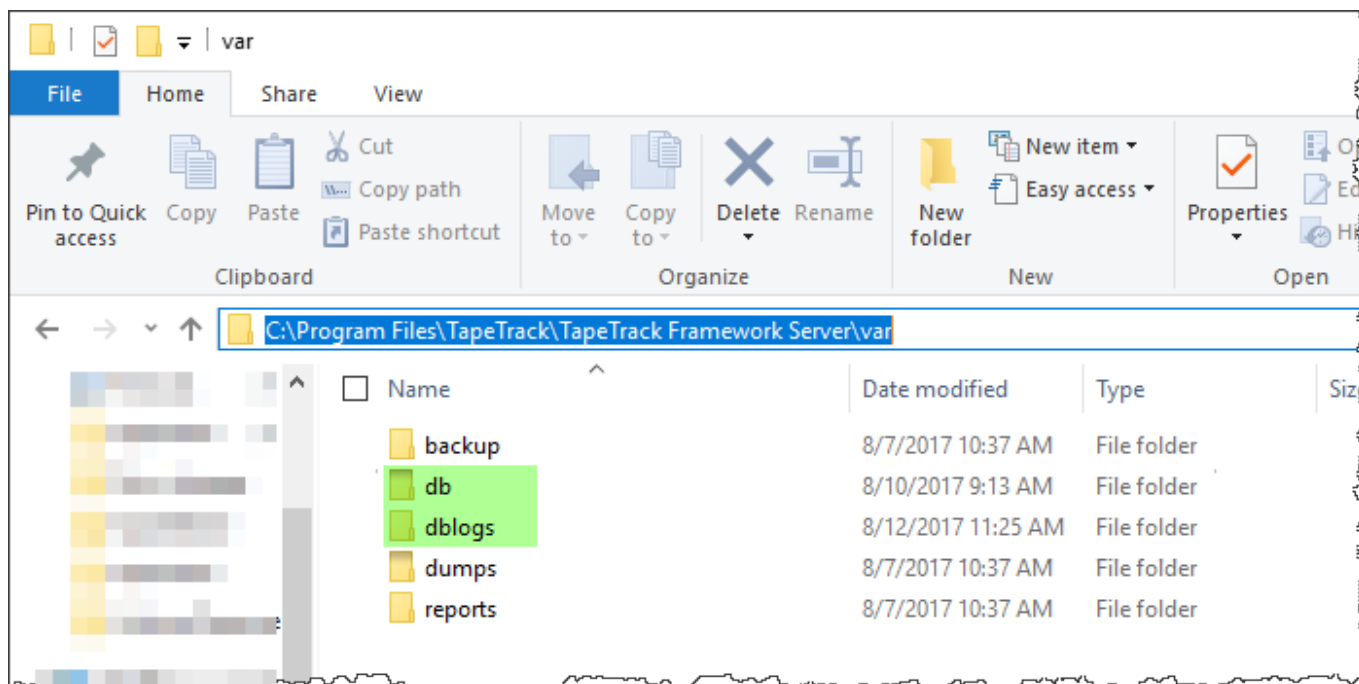 var
File Home Share View
Pin to Quick access
Copy
Paste
Cut
Copy path
Paste shortcut
Clipboard
Move to
Copy to
Delete
Rename
Organize
New folder
New item
Easy access
New
Properties
Open
C:\Program Files\TapeTrack\TapeTrack Framework Server\var
Name Date modified Type
backup 8/7/2017 10:37 AM File folder
db 8/10/2017 9:13 AM File folder
dblogs 8/12/2017 11:25 AM File folder
dumps 8/7/2017 10:37 AM File folder
reports 8/7/2017 10:37 AM File folder